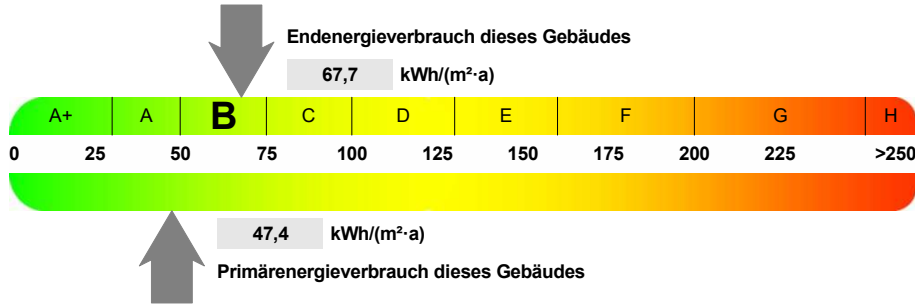 Endenergieverbrauch dieses Gebäudes
67,7 kWh/(m²·a)
A+ A B C D E F G H
0 25 50 75 100 125 150 175 200 225 >250
47,4 kWh/(m²·a)
Primärenergieverbrauch dieses Gebäudes